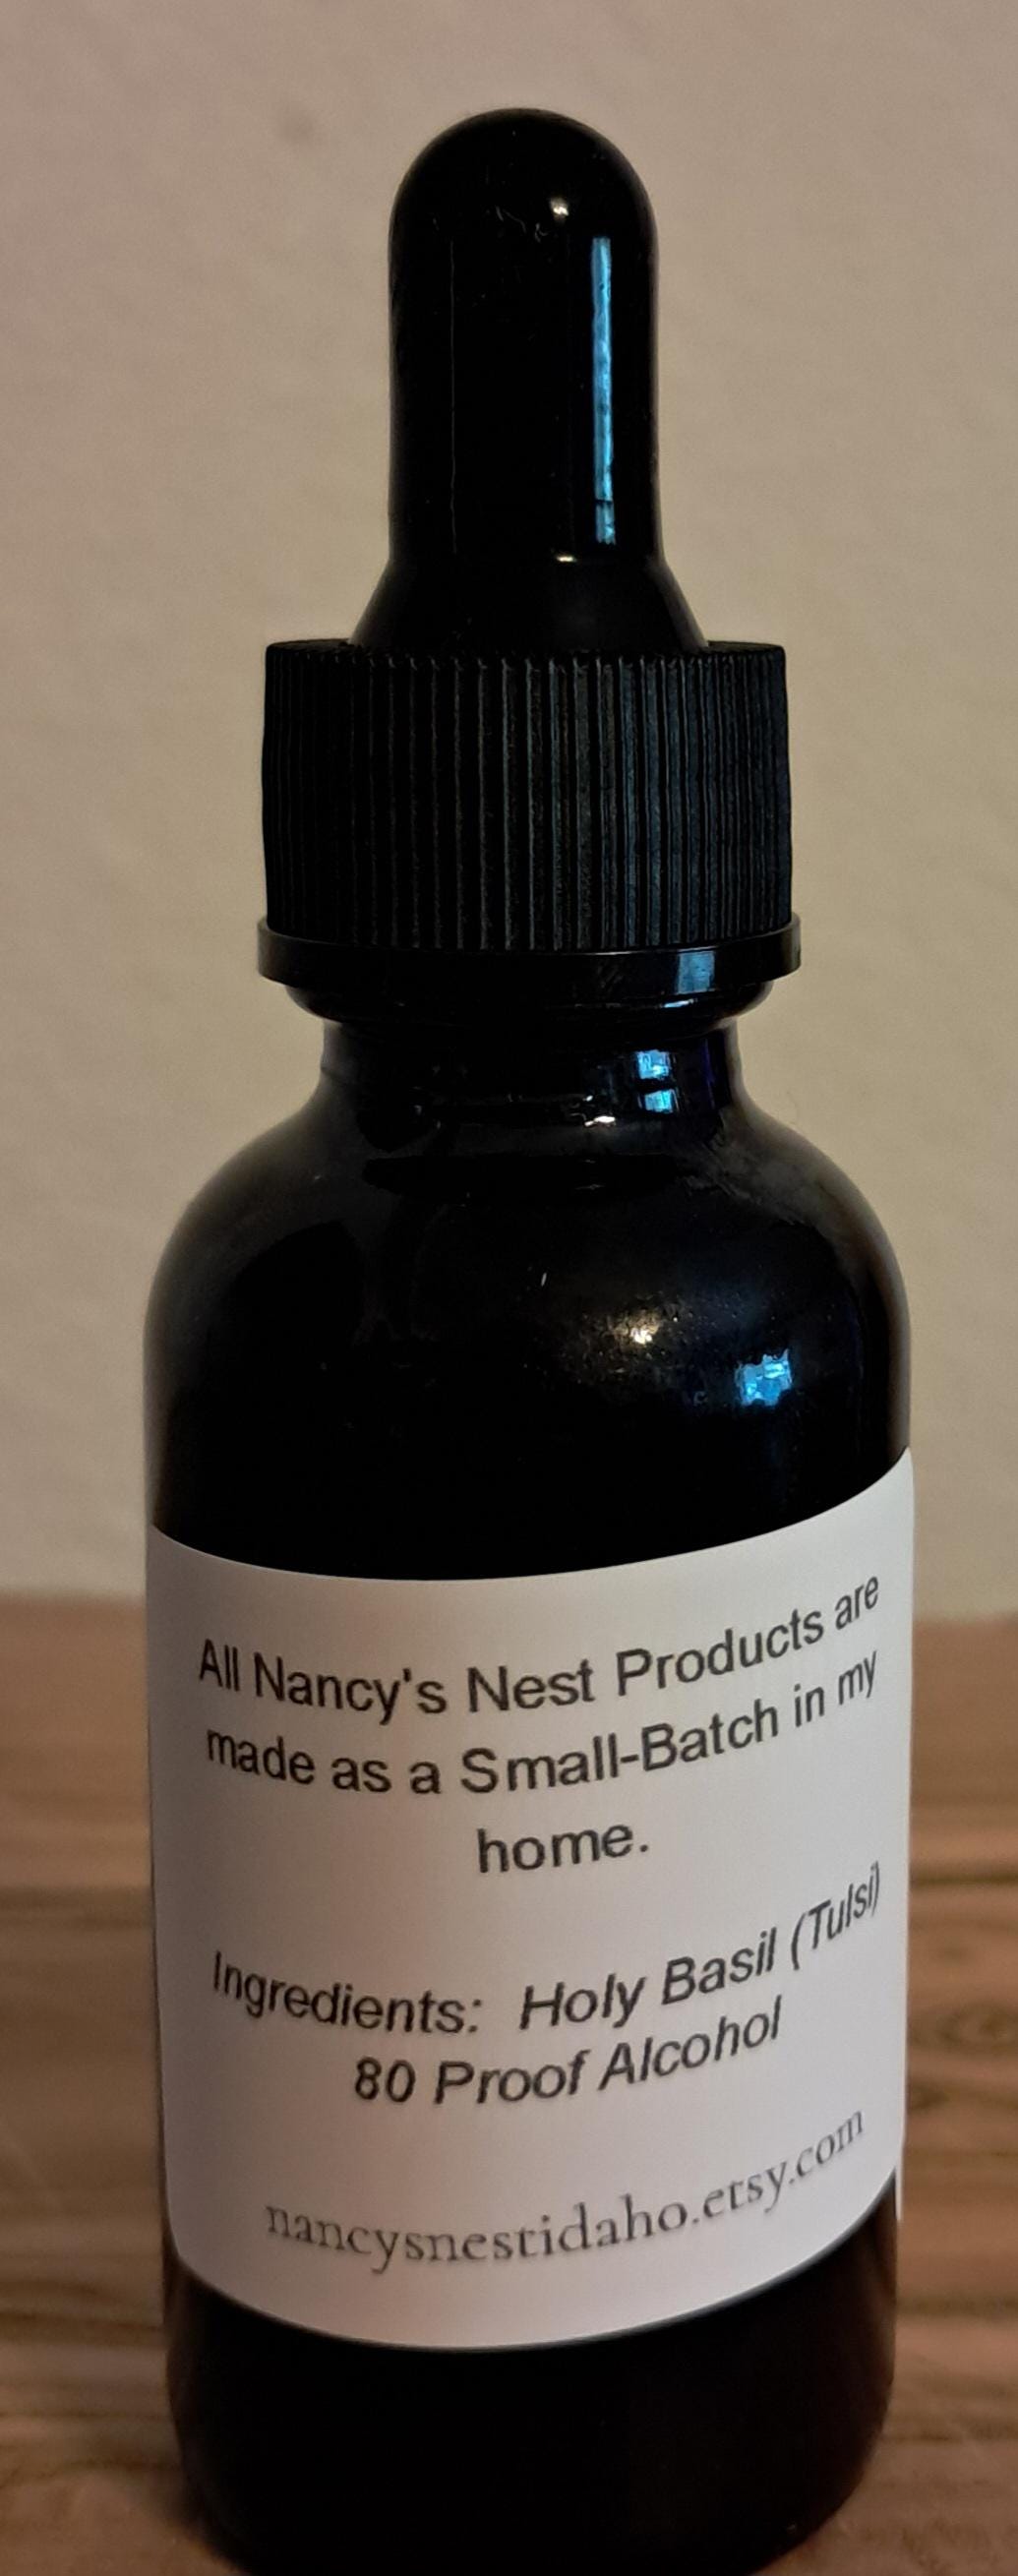 All Nancy's Nest Products are
made as a Small-Batch in my
home.
Ingredients: Holy Basil (Tulsi)
80 Proof Alcohol
nancysnestidaho.etsy.com